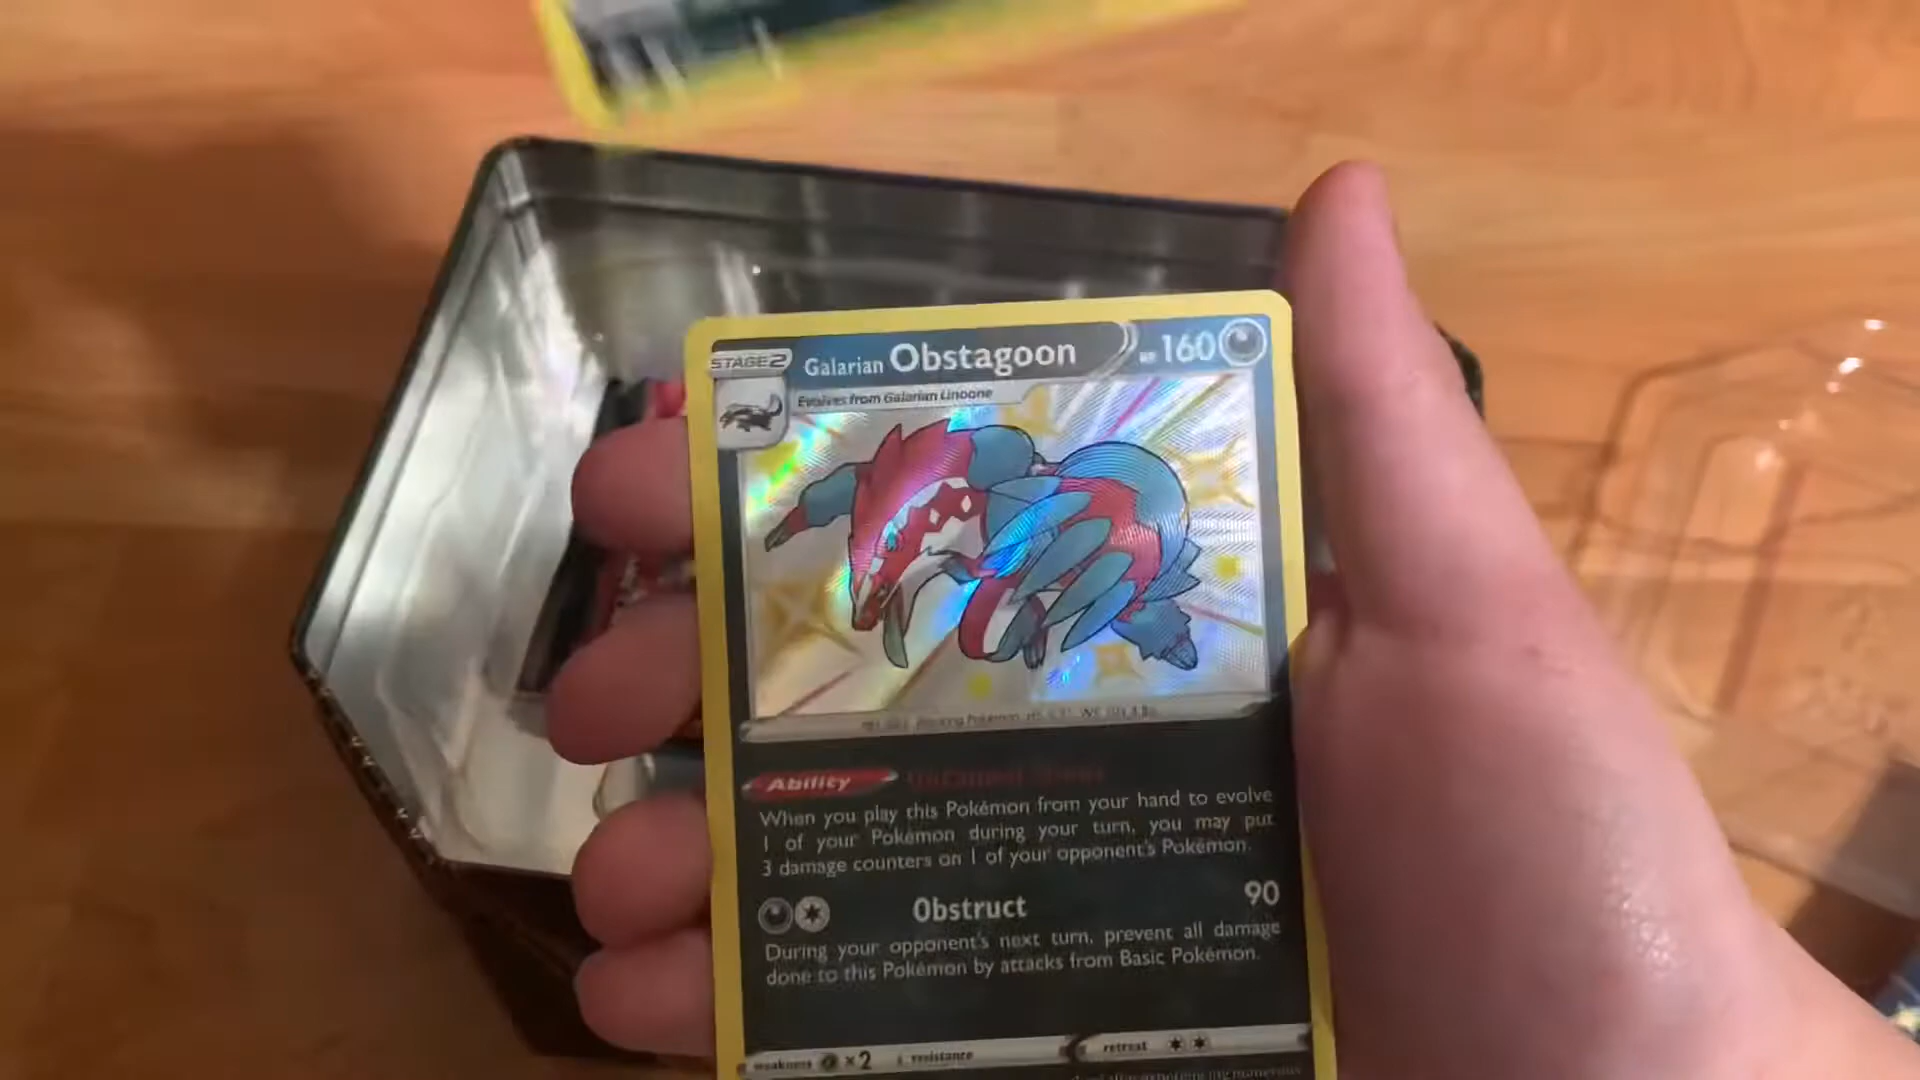 STAGE2
Galarian Obstagoon
HP 160
Evolves from Galarian Linoone
Ability
When you play this Pokémon from your hand to evolve
1 of your Pokémon during your turn, you may put
3 damage counters on 1 of your opponent's Pokémon.
Obstruct 90
During your opponent's next turn, prevent all damage
done to this Pokémon by attacks from Basic Pokémon.
weakness ×2 resistance retreat